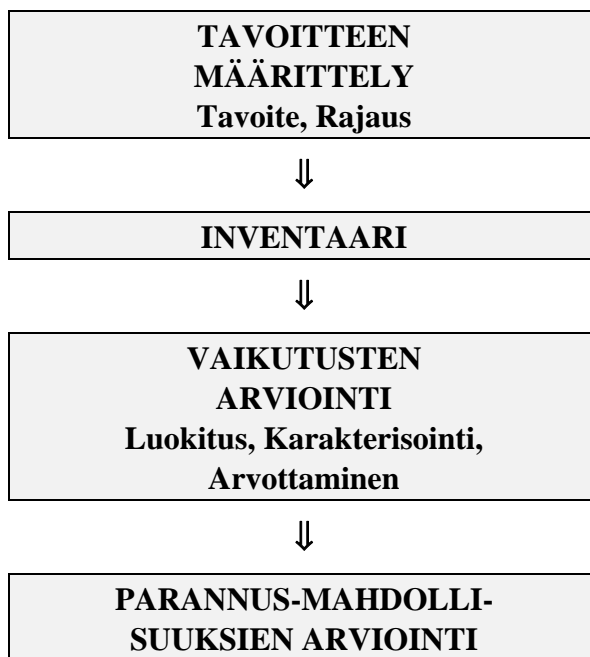 TAVOITTEEN
MÄÄRITTELY
Tavoite, Rajaus
⇓
INVENTAARI
⇓
VAIKUTUSTEN
ARVIOINTI
Luokitus, Karakterisointi,
Arvottaminen
⇓
PARANNUS-MAHDOLLI-
SUUKSIEN ARVIOINTI